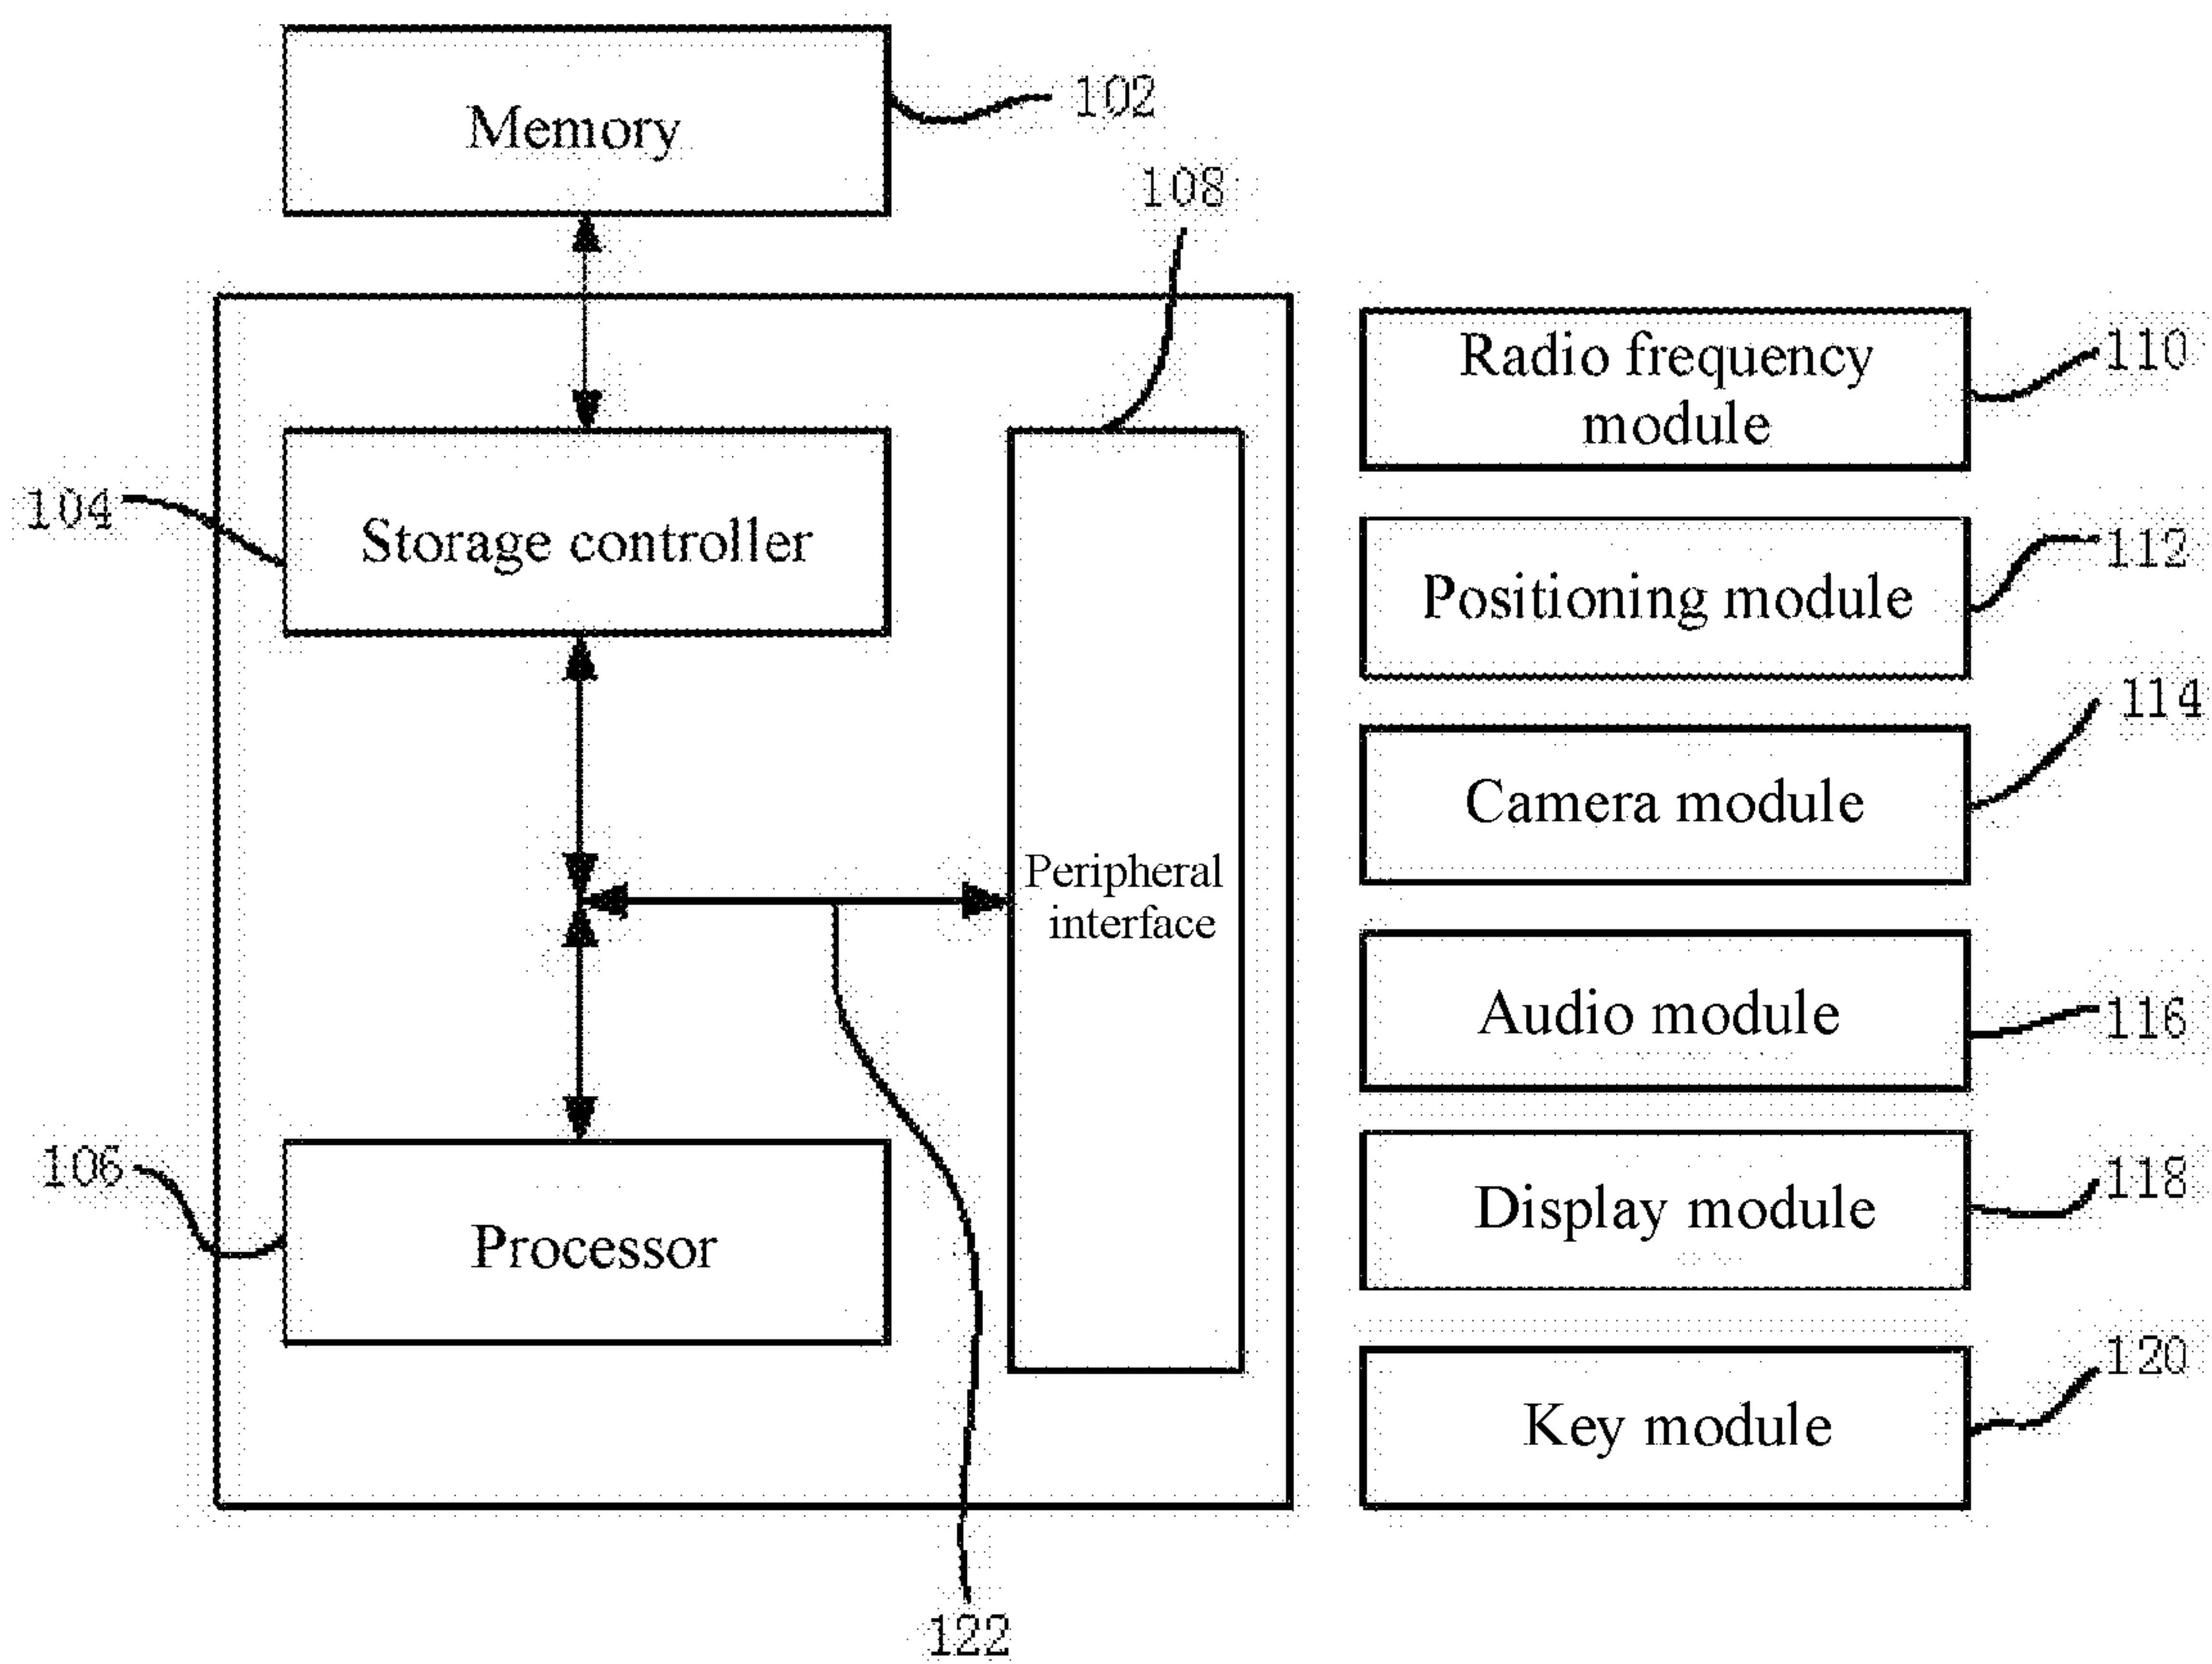 Memory
102
108
Radio frequency
module
110
104
Storage controller
Positioning module
112
Camera module
114
Peripheral
interface
Audio module
116
106
Processor
Display module
118
Key module
120
122